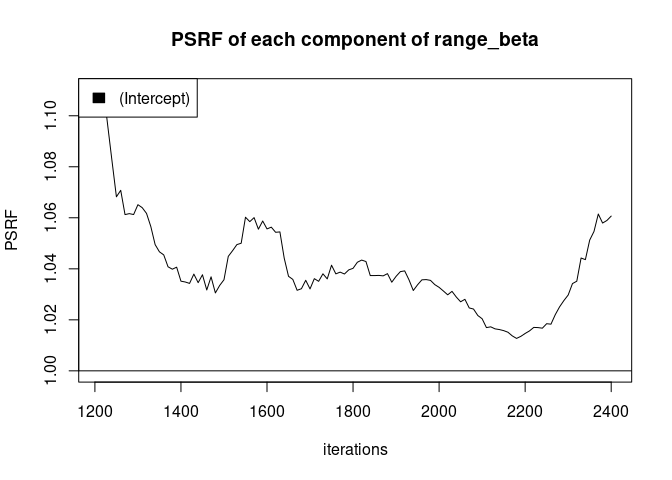 PSRF of each component of range_beta
(Intercept)
PSRF
1.10
1.08
1.06
1.04
1.02
1.00
1200 1400 1600 1800 2000 2200 2400
iterations